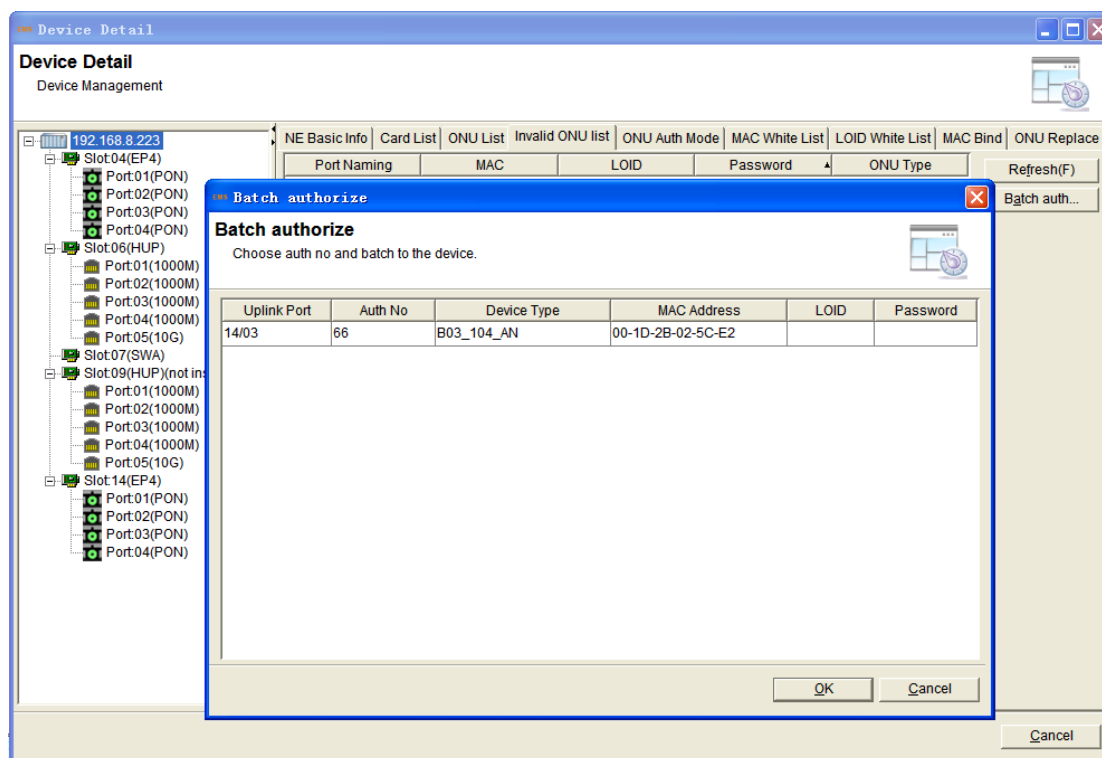 EMS Device Detail
Device Detail
Device Management
192.168.8.223
Slot:04(EP4)
Port:01(PON)
Port:02(PON)
Port:03(PON)
Port:04(PON)
Slot:06(HUP)
Port:01(1000M)
Port:02(1000M)
Port:03(1000M)
Port:04(1000M)
Port:05(10G)
Slot:07(SWA)
Slot:09(HUP)(not ins
Port:01(1000M)
Port:02(1000M)
Port:03(1000M)
Port:04(1000M)
Port:05(10G)
Slot:14(EP4)
Port:01(PON)
Port:02(PON)
Port:03(PON)
Port:04(PON)
NE Basic Info Card List ONU List Invalid ONU list ONU Auth Mode MAC White List LOID White List MAC Bind ONU Replace
Port Naming MAC LOID Password ONU Type
Refresh(F)
Batch auth...
EMS Batch authorize
Batch authorize
Choose auth no and batch to the device.
Uplink Port Auth No Device Type MAC Address LOID Password
14/03 66 B03_104_AN 00-1D-2B-02-5C-E2
OK Cancel
Cancel